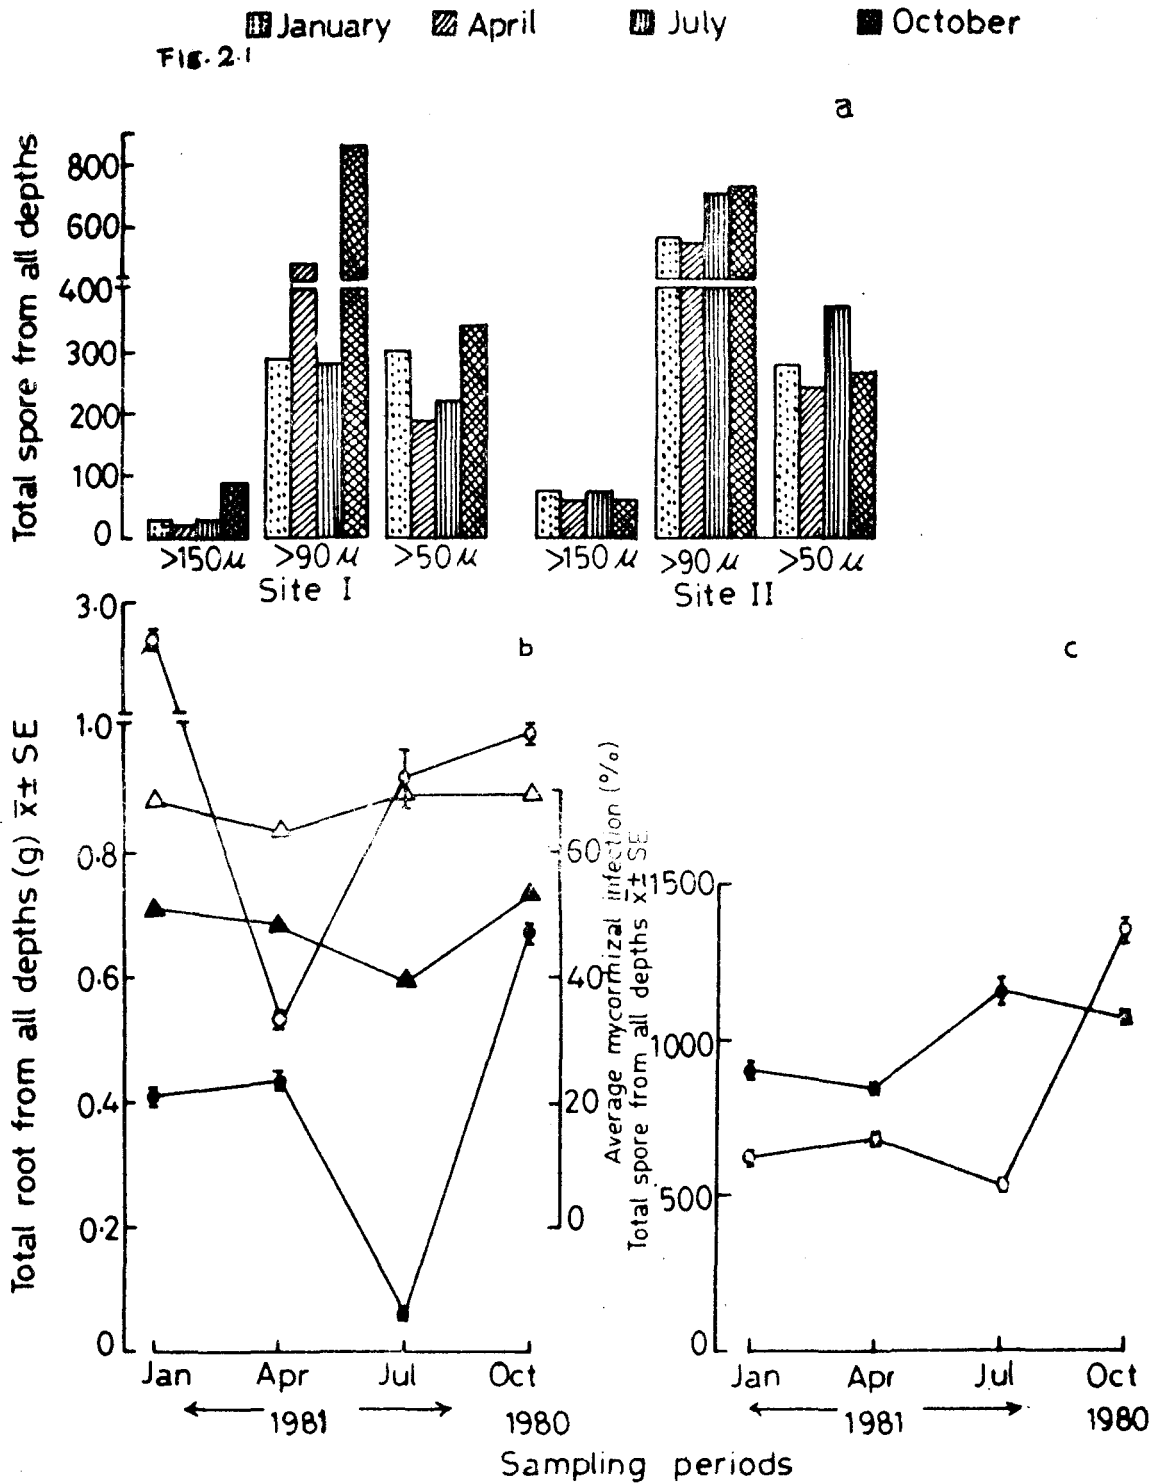 January April July October
Fig. 2.1
a
Total spore from all depths
800
600
400
300
200
100
0
>150μ >90μ >50μ >150μ >90μ >50μ
Site I Site II
b
Total root from all depths (g) x̄ ± SE
3.0
1.0
0.8
0.6
0.4
0.2
0
Average mycorrhizal infection (%)
60
40
20
0
Jan Apr Jul Oct
1981 1980
c
Total spore from all depths x̄ ± SE
1500
1000
500
0
Jan Apr Jul Oct
1981 1980
Sampling periods